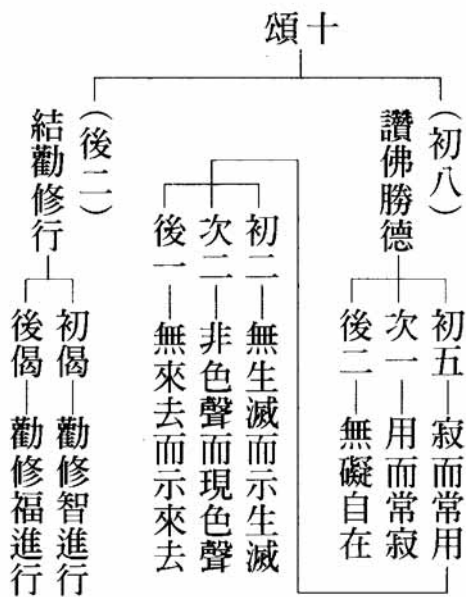 十頌
(初八)
讚佛勝德
初五—寂而常用
次一—用而常寂
後二—無礙自在
初二—無生滅而示生滅
次二—非色聲而現色聲
後一—無來去而示來去
(後二)
結勸修行
初偈—勸修智進行
後偈—勸修福進行